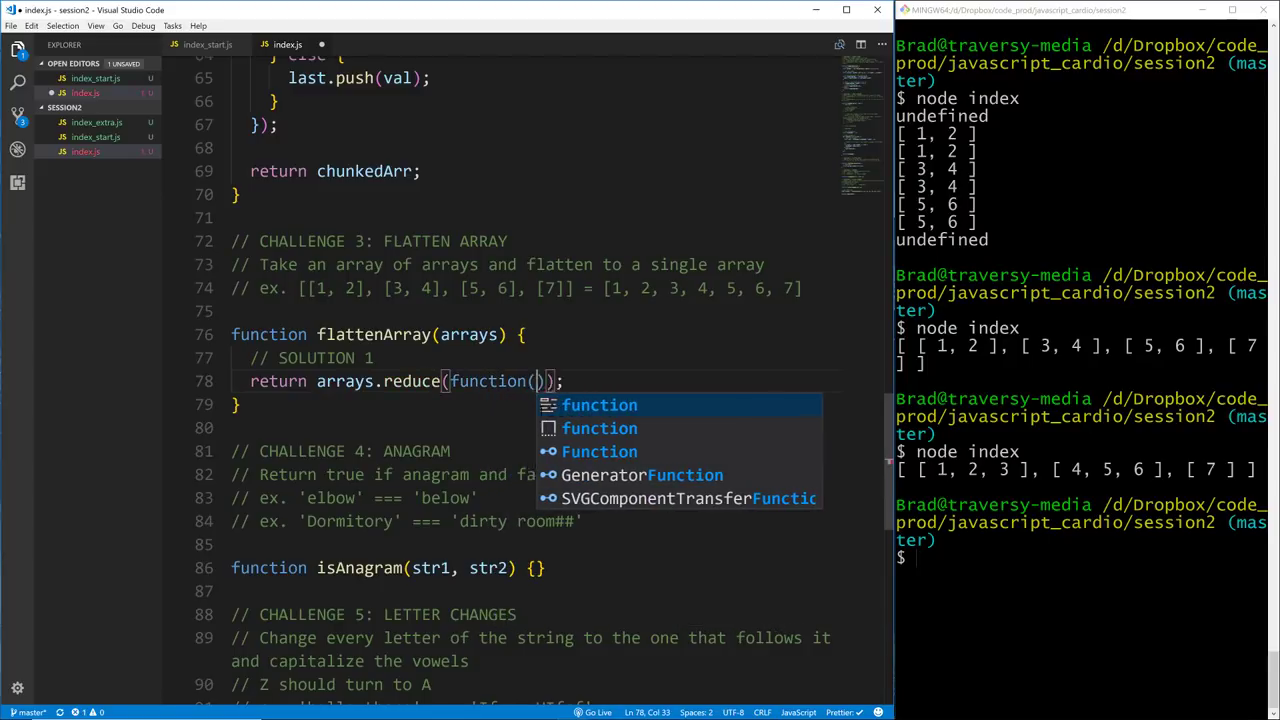 index.js - session2 - Visual Studio Code
File Edit Selection View Go Debug Tasks Help
EXPLORER
OPEN EDITORS 1 UNSAVED
index_start.js U
index.js U
SESSION2
index_extra.js U
index_start.js U
index.js U
index_start.js index.js
65 last.push(val);
66 }
67 });
68
69 return chunkedArr;
70 }
71
72 // CHALLENGE 3: FLATTEN ARRAY
73 // Take an array of arrays and flatten to a single array
74 // ex. [[1, 2], [3, 4], [5, 6], [7]] = [1, 2, 3, 4, 5, 6, 7]
75
76 function flattenArray(arrays) {
77 // SOLUTION 1
78 return arrays.reduce(function());
79 }
function
function
Function
GeneratorFunction
SVGComponentTransferFunctio
80
81 // CHALLENGE 4: ANAGRAM
82 // Return true if anagram and fa
83 // ex. 'elbow' === 'below'
84 // ex. 'Dormitory' === 'dirty room##'
85
86 function isAnagram(str1, str2) {}
87
88 // CHALLENGE 5: LETTER CHANGES
89 // Change every letter of the string to the one that follows it
and capitalize the vowels
90 // Z should turn to A
master* 1 0
Go Live Ln 78, Col 33 Spaces: 2 UTF-8 CRLF JavaScript Prettier: ✓
MINGW64:/d/Dropbox/code_prod/javascript_cardio/session2
Brad@traversy-media /d/Dropbox/code_
prod/javascript_cardio/session2 (mas
ter)
$ node index
undefined
[ 1, 2 ]
[ 1, 2 ]
[ 3, 4 ]
[ 3, 4 ]
[ 5, 6 ]
[ 5, 6 ]
undefined
Brad@traversy-media /d/Dropbox/code_
prod/javascript_cardio/session2 (mas
ter)
$ node index
[ [ 1, 2 ], [ 3, 4 ], [ 5, 6 ], [ 7
] ]
Brad@traversy-media /d/Dropbox/code_
prod/javascript_cardio/session2 (mas
ter)
$ node index
[ [ 1, 2, 3 ], [ 4, 5, 6 ], [ 7 ] ]
Brad@traversy-media /d/Dropbox/code_
prod/javascript_cardio/session2 (mas
ter)
$